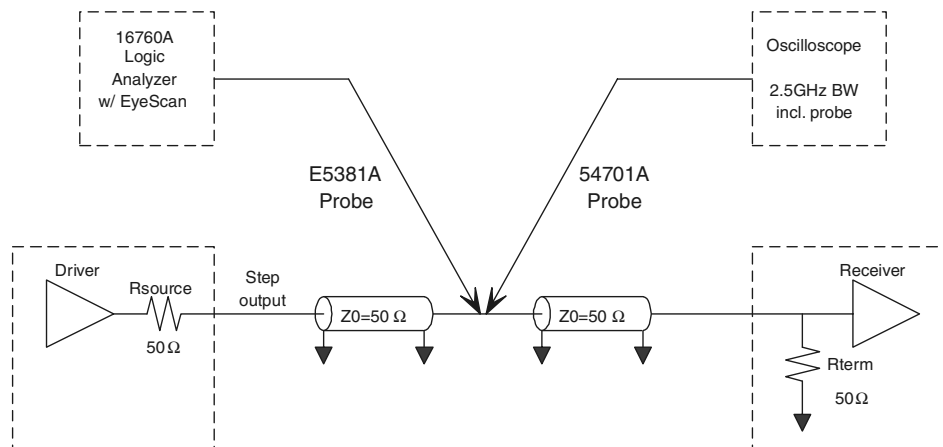 16760A
Logic
Analyzer
w/ EyeScan
Oscilloscope
2.5GHz BW
incl. probe
E5381A
Probe
54701A
Probe
Driver
Rsource
50Ω
Step
output
Z0=50 Ω
Z0=50 Ω
Receiver
Rterm
50Ω